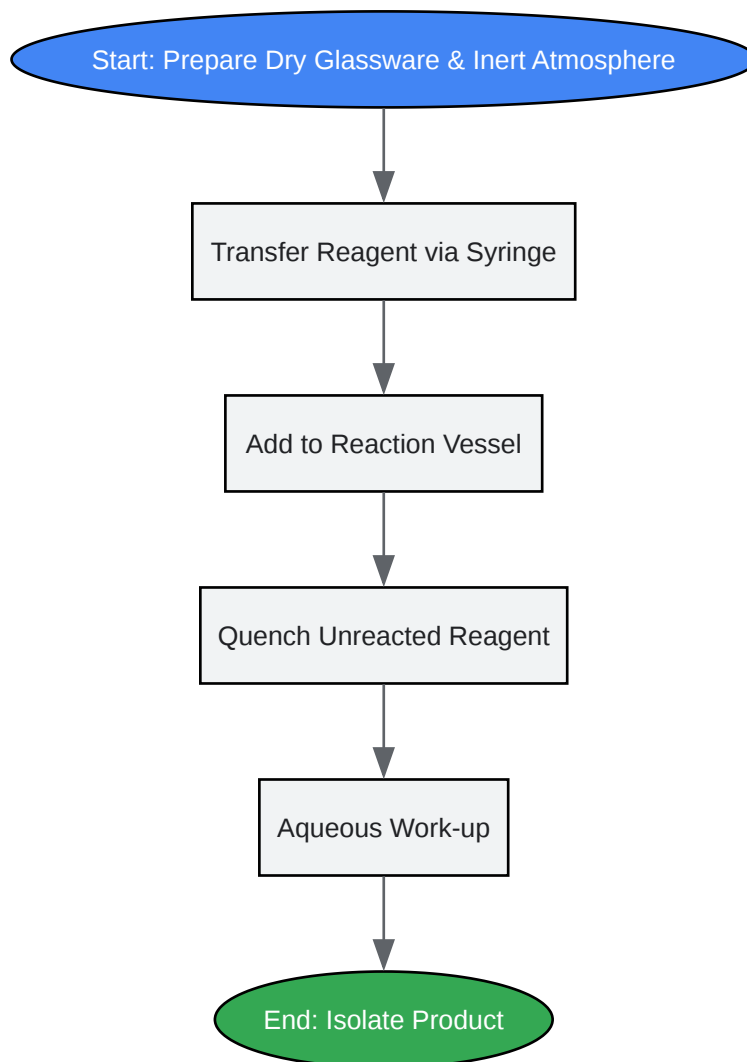 Start: Prepare Dry Glassware & Inert Atmosphere
Transfer Reagent via Syringe
Add to Reaction Vessel
Quench Unreacted Reagent
Aqueous Work-up
End: Isolate Product